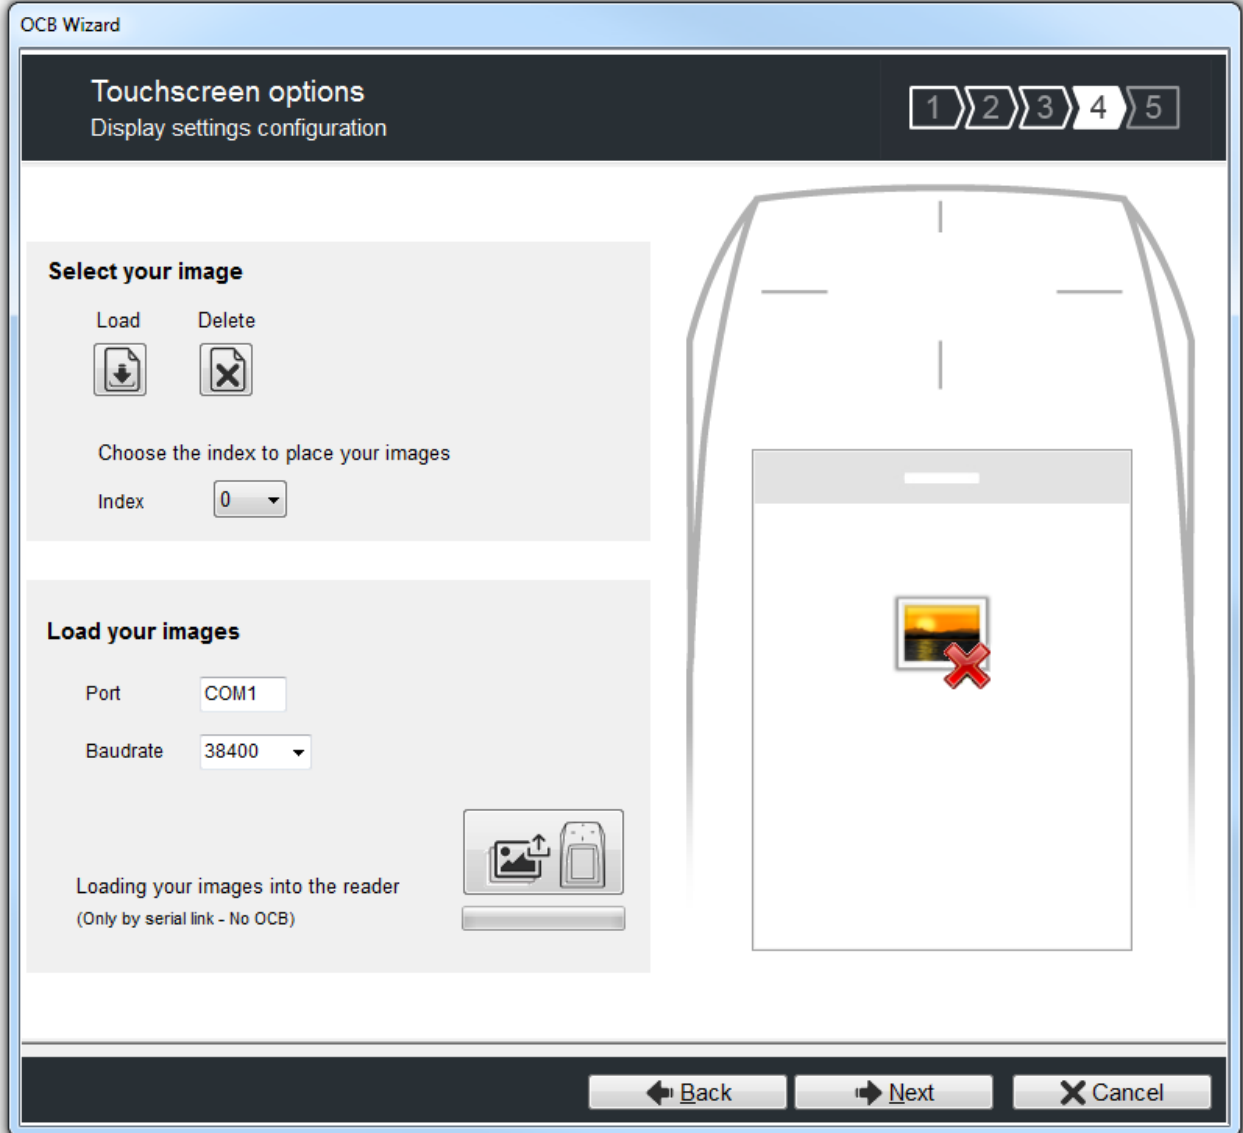 OCB Wizard
Touchscreen options
Display settings configuration
1 2 3 4 5
Select your image
Load Delete
Choose the index to place your images
Index 0
Load your images
Port COM1
Baudrate 38400
Loading your images into the reader
(Only by serial link - No OCB)
Back Next Cancel